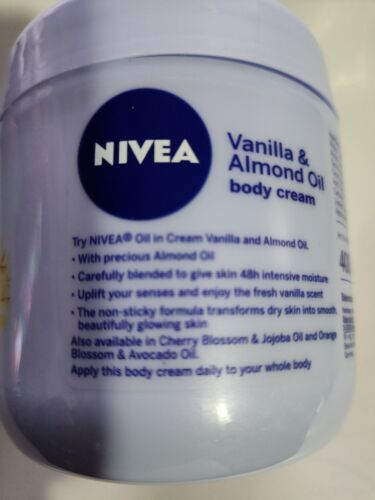 NIVEA
Vanilla &
Almond Oil
body cream
Try NIVEA® Oil in Cream Vanilla and Almond Oil.
• With precious Almond Oil
• Carefully blended to give skin 48h intensive moisture
• Uplift your senses and enjoy the fresh vanilla scent
• The non-sticky formula transforms dry skin into smooth,
beautifully glowing skin
Also available in Cherry Blossom & Jojoba Oil and Orange
Blossom & Avocado Oil.
Apply this body cream daily to your whole body